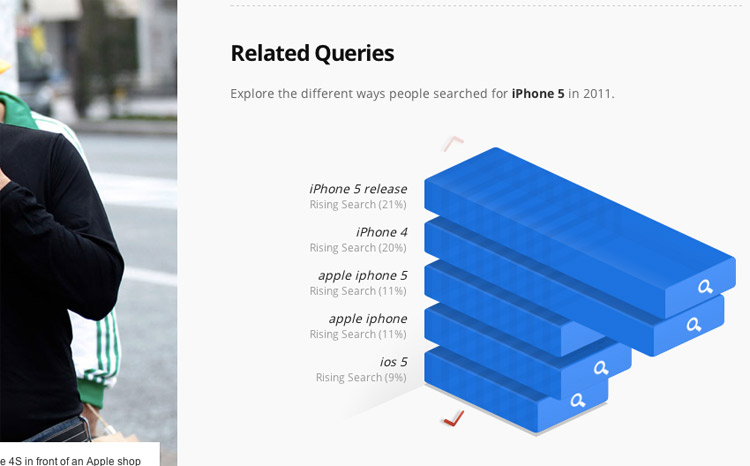 Related Queries
Explore the different ways people searched for iPhone 5 in 2011.
iPhone 5 release
Rising Search (21%)
iPhone 4
Rising Search (20%)
apple iphone 5
Rising Search (11%)
apple iphone
Rising Search (11%)
ios 5
Rising Search (9%)
e 4S in front of an Apple shop